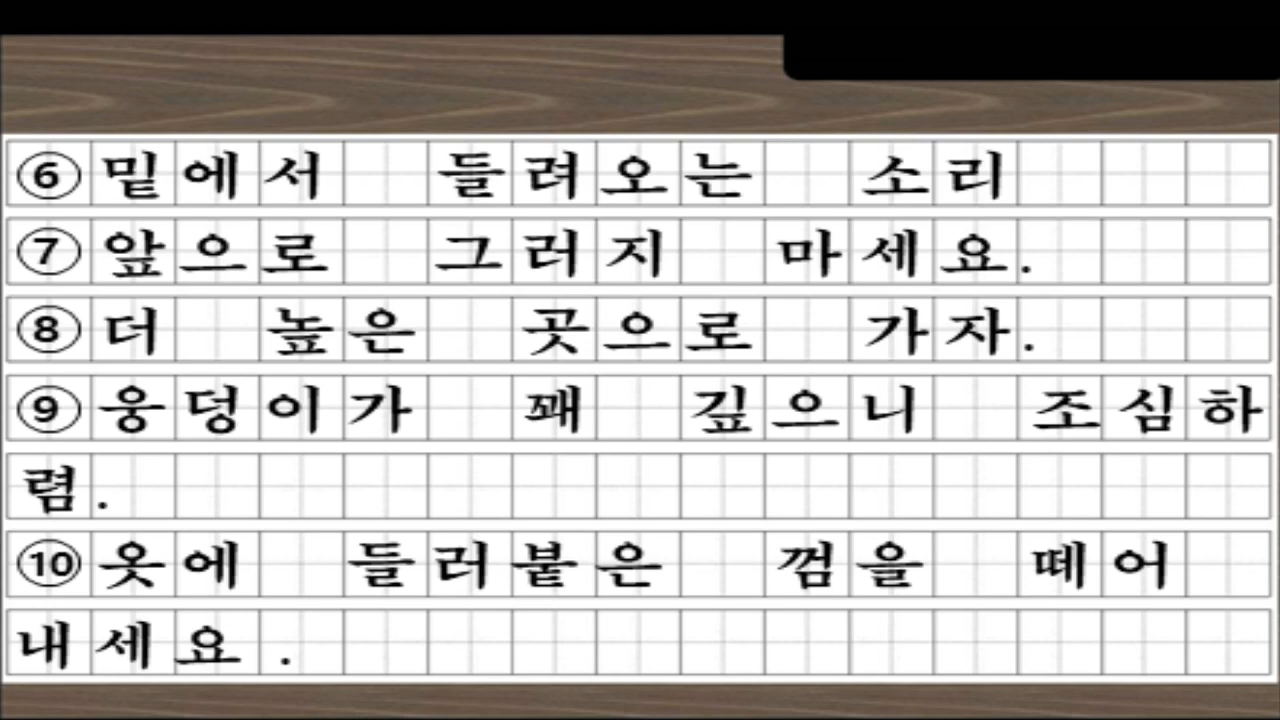 ⑥ 밑에서 들려오는 소리
⑦ 앞으로 그러지 마세요.
⑧ 더 높은 곳으로 가자.
⑨ 웅덩이가 꽤 깊으니 조심하
렴.
⑩ 옷에 들러붙은 껌을 떼어
내세요.